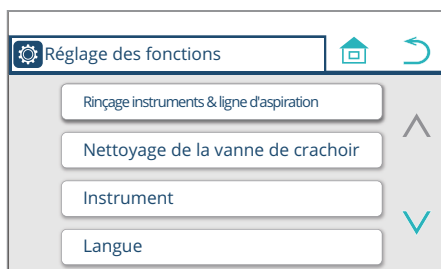 Réglage des fonctions
Rinçage instruments & ligne d'aspiration
Nettoyage de la vanne de crachoir
Instrument
Langue